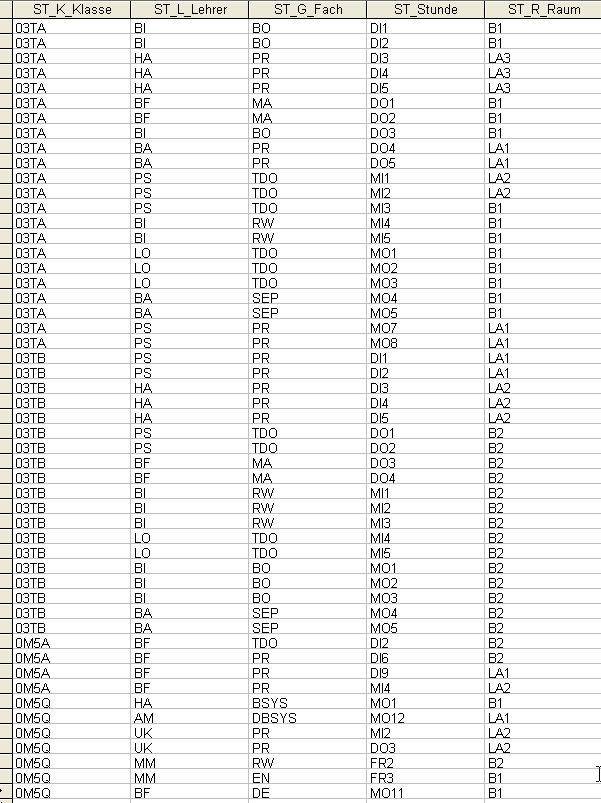 ST_K_Klasse ST_L_Lehrer ST_G_Fach ST_Stunde ST_R_Raum
03TA BI BO DI1 B1
03TA BI BO DI2 B1
03TA HA PR DI3 LA3
03TA HA PR DI4 LA3
03TA HA PR DI5 LA3
03TA BF MA DO1 B1
03TA BF MA DO2 B1
03TA BI BO DO3 B1
03TA BA PR DO4 LA1
03TA BA PR DO5 LA1
03TA PS TDO MI1 LA2
03TA PS TDO MI2 LA2
03TA PS TDO MI3 B1
03TA BI RW MI4 B1
03TA BI RW MI5 B1
03TA LO TDO MO1 B1
03TA LO TDO MO2 B1
03TA LO TDO MO3 B1
03TA BA SEP MO4 B1
03TA BA SEP MO5 B1
03TA PS PR MO7 LA1
03TA PS PR MO8 LA1
03TB PS PR DI1 LA1
03TB PS PR DI2 LA1
03TB HA PR DI3 LA2
03TB HA PR DI4 LA2
03TB HA PR DI5 LA2
03TB PS TDO DO1 B2
03TB PS TDO DO2 B2
03TB BF MA DO3 B2
03TB BF MA DO4 B2
03TB BI RW MI1 B2
03TB BI RW MI2 B2
03TB BI RW MI3 B2
03TB LO TDO MI4 B2
03TB LO TDO MI5 B2
03TB BI BO MO1 B2
03TB BI BO MO2 B2
03TB BI BO MO3 B2
03TB BA SEP MO4 B2
03TB BA SEP MO5 B2
0M5A BF TDO DI2 B2
0M5A BF PR DI6 B2
0M5A BF PR DI9 LA1
0M5A BF PR MI4 LA2
0M5Q HA BSYS MO1 B1
0M5Q AM DBSYS MO12 LA1
0M5Q UK PR MI2 LA2
0M5Q UK PR DO3 LA2
0M5Q MM RW FR2 B2
0M5Q MM EN FR3 B1
0M5Q BF DE MO11 B1